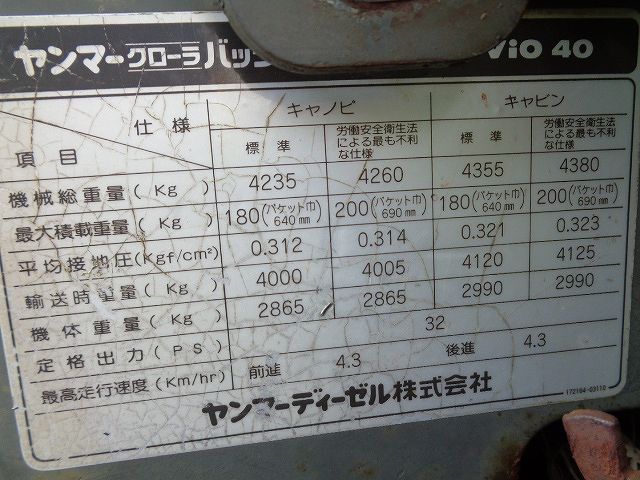 ヤンマークローラバッ ViO 40
仕様 キャノピ キャビン
項目 標準 労働安全衛生法による最も不利な仕様 標準 労働安全衛生法による最も不利な仕様
機械総重量(Kg) 4235 4260 4355 4380
最大積載重量(Kg) 180(バケット巾640mm) 200(バケット巾690mm) 180(バケット巾640mm) 200(バケット巾690mm)
平均接地圧(Kgf/cm²) 0.312 0.314 0.321 0.323
輸送時重量(Kg) 4000 4005 4120 4125
機体重量(Kg) 2865 2865 2990 2990
定格出力(PS) 32
最高走行速度(Km/hr) 前進 4.3 後進 4.3
ヤンマーディーゼル株式会社
172164-03110